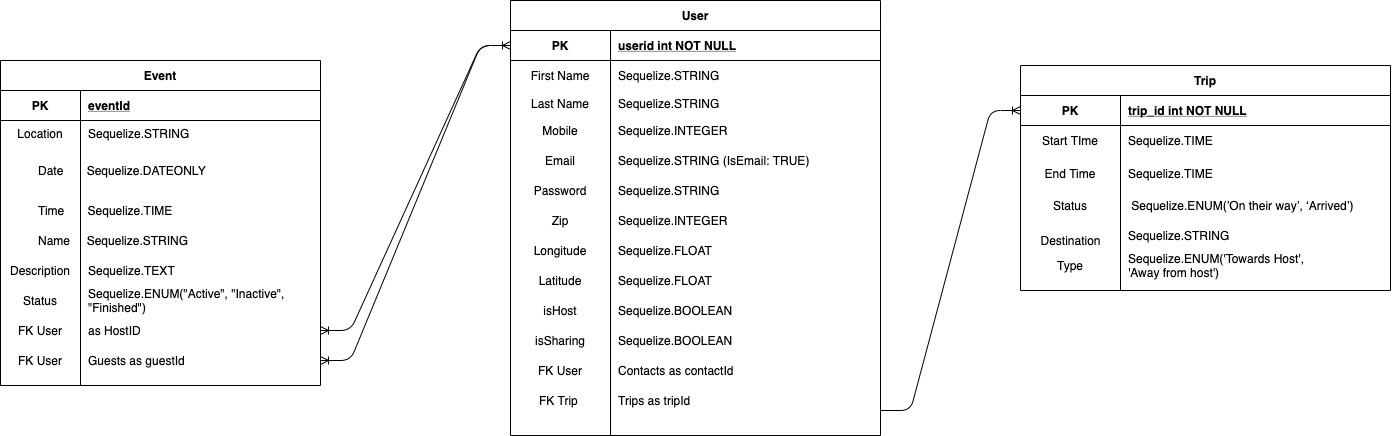 Event
PK eventId
Location Sequelize.STRING
Date Sequelize.DATEONLY
Time Sequelize.TIME
Name Sequelize.STRING
Description Sequelize.TEXT
Status Sequelize.ENUM("Active", "Inactive",
"Finished")
FK User as HostID
FK User Guests as guestId
User
PK userid int NOT NULL
First Name Sequelize.STRING
Last Name Sequelize.STRING
Mobile Sequelize.INTEGER
Email Sequelize.STRING (IsEmail: TRUE)
Password Sequelize.STRING
Zip Sequelize.INTEGER
Longitude Sequelize.FLOAT
Latitude Sequelize.FLOAT
isHost Sequelize.BOOLEAN
isSharing Sequelize.BOOLEAN
FK User Contacts as contactId
FK Trip Trips as tripId
Trip
PK trip_id int NOT NULL
Start TIme Sequelize.TIME
End Time Sequelize.TIME
Status Sequelize.ENUM('On their way', ‘Arrived’)
Destination Sequelize.STRING
Type Sequelize.ENUM('Towards Host',
'Away from host')